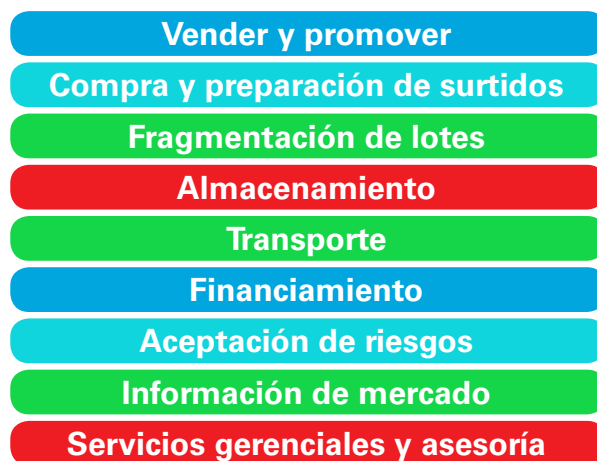 Vender y promover
Compra y preparación de surtidos
Fragmentación de lotes
Almacenamiento
Transporte
Financiamiento
Aceptación de riesgos
Información de mercado
Servicios gerenciales y asesoría